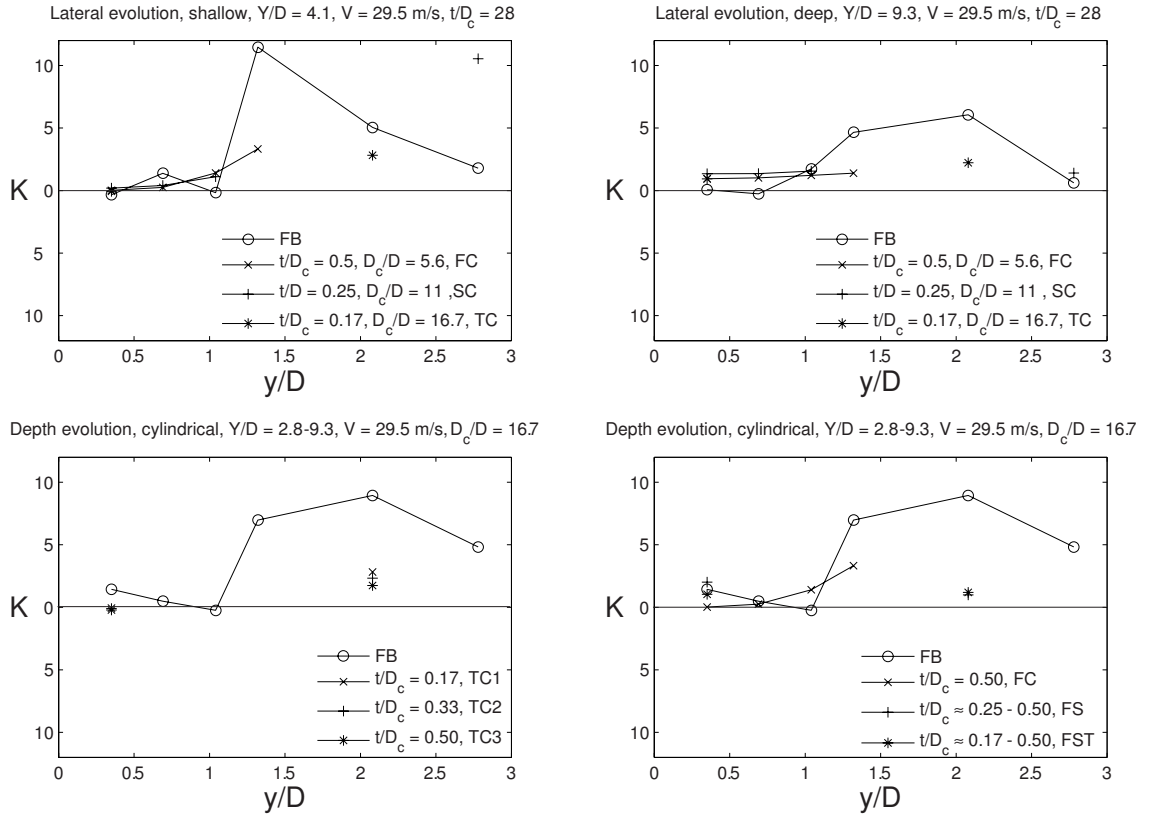 Lateral evolution, shallow, Y/D = 4.1, V = 29.5 m/s, t/D_c = 28
10
5
0
5
10
K
FB
t/D_c = 0.5, D_c/D = 5.6, FC
t/D = 0.25, D_c/D = 11 ,SC
t/D_c = 0.17, D_c/D = 16.7, TC
0 0.5 1 1.5 2 2.5 3
y/D
Lateral evolution, deep, Y/D = 9.3, V = 29.5 m/s, t/D_c = 28
10
5
0
5
10
K
FB
t/D_c = 0.5, D_c/D = 5.6, FC
t/D = 0.25, D_c/D = 11 , SC
t/D_c = 0.17, D_c/D = 16.7, TC
0 0.5 1 1.5 2 2.5 3
y/D
Depth evolution, cylindrical, Y/D = 2.8-9.3, V = 29.5 m/s, D_c/D = 16.7
10
5
0
5
10
K
FB
t/D_c = 0.17, TC1
t/D_c = 0.33, TC2
t/D_c = 0.50, TC3
0 0.5 1 1.5 2 2.5 3
y/D
Depth evolution, cylindrical, Y/D = 2.8-9.3, V = 29.5 m/s, D_c/D = 16.7
10
5
0
5
10
K
FB
t/D_c = 0.50, FC
t/D_c ≈ 0.25 - 0.50, FS
t/D_c ≈ 0.17 - 0.50, FST
0 0.5 1 1.5 2 2.5 3
y/D